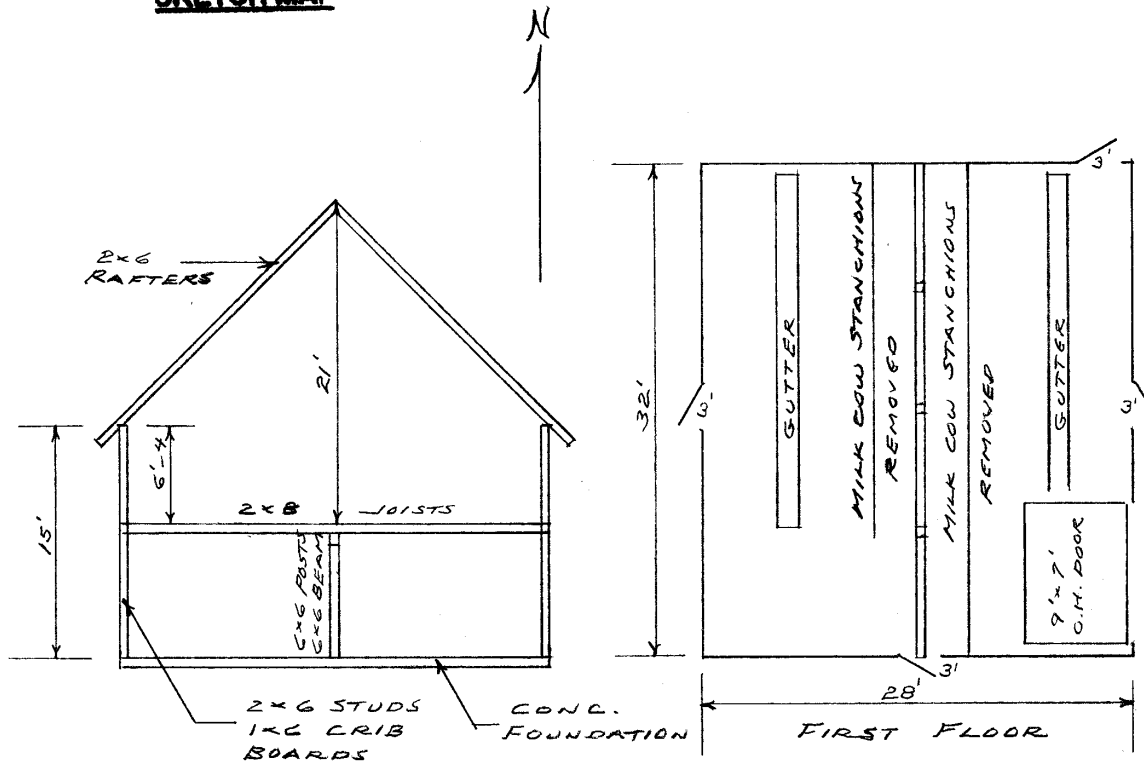 SKETCH MAP
N
2×6
RAFTERS
21'
15'
6'-4
2×8 JOISTS
6×6 POSTS
6×6 BEAM
2×6 STUDS
1×6 CRIB
BOARDS
CONC.
FOUNDATION
3'
32'
3'
GUTTER
MILK COW STANCHIONS
REMOVED
MILK COW STANCHIONS
REMOVED
GUTTER
3'
9'×7'
O.H. DOOR
3'
28'
FIRST FLOOR